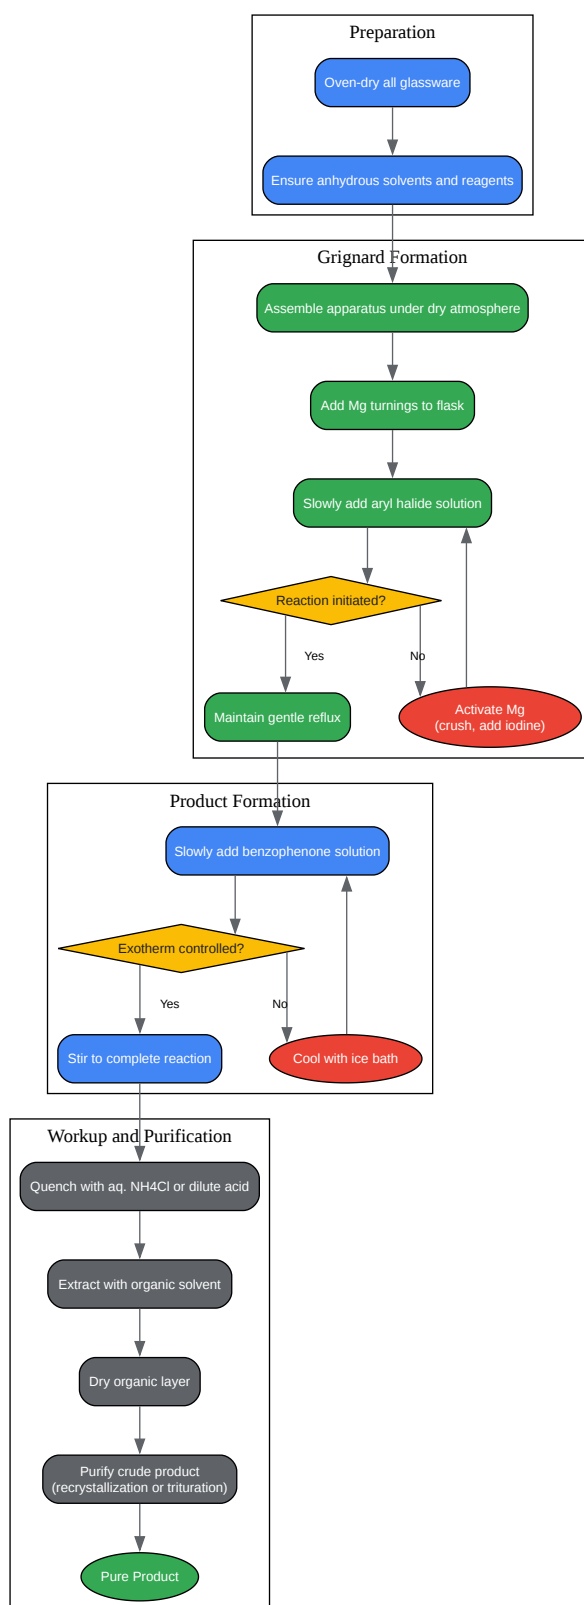 Preparation
Oven-dry all glassware
Ensure anhydrous solvents and reagents
Grignard Formation
Assemble apparatus under dry atmosphere
Add Mg turnings to flask
Slowly add aryl halide solution
Reaction initiated?
Yes
No
Maintain gentle reflux
Activate Mg
(crush, add iodine)
Product Formation
Slowly add benzophenone solution
Exotherm controlled?
Yes
No
Stir to complete reaction
Cool with ice bath
Workup and Purification
Quench with aq. NH4Cl or dilute acid
Extract with organic solvent
Dry organic layer
Purify crude product
(recrystallization or trituration)
Pure Product